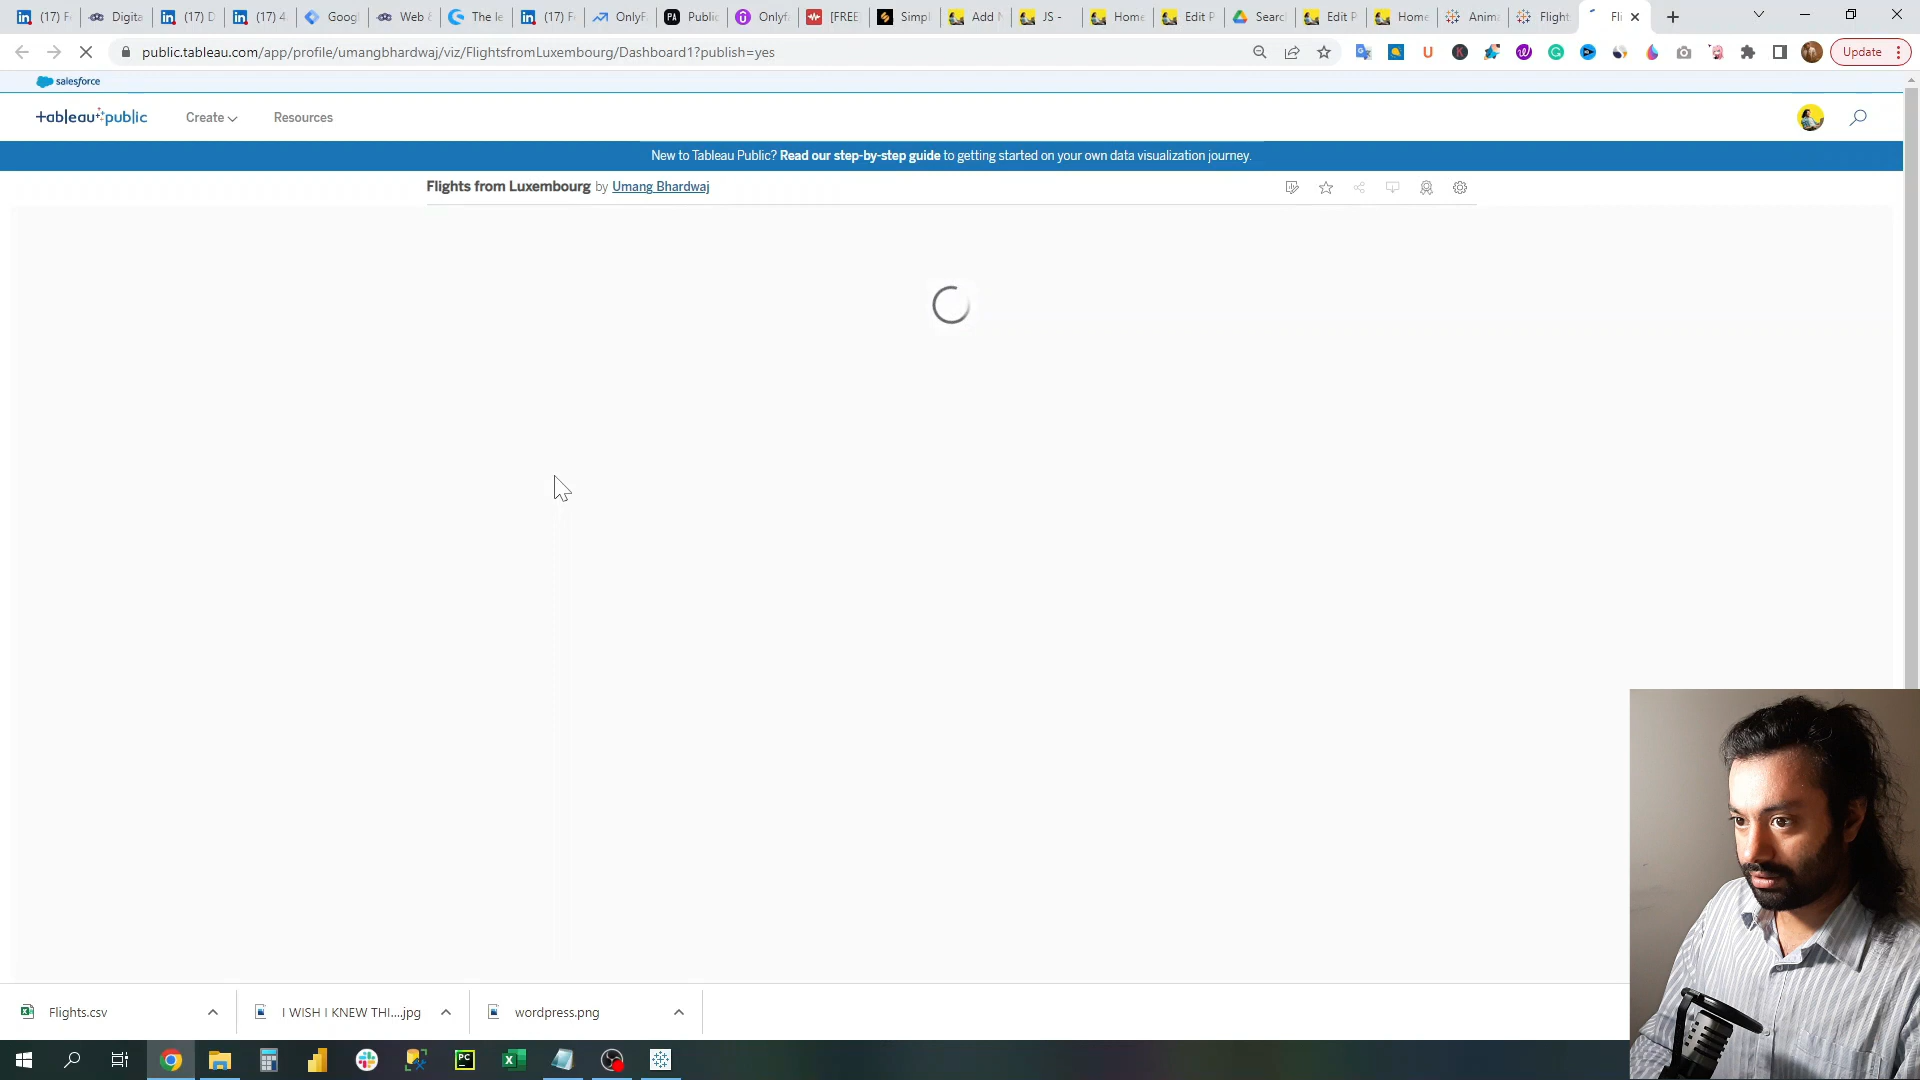 (17) F
Digita
(17) D
(17) 4
Googl
Web &
The le
(17) F
OnlyF
Public
Onlyf
[FREE
Simpl
Add N
JS -
Home
Edit P
Searc
Edit P
Home
Anima
Flight
Fli
public.tableau.com/app/profile/umangbhardwaj/viz/FlightsfromLuxembourg/Dashboard1?publish=yes
Update
salesforce
+ableau public
Create
Resources
New to Tableau Public? Read our step-by-step guide to getting started on your own data visualization journey.
Flights from Luxembourg by Umang Bhardwaj
Flights.csv
I WISH I KNEW THI....jpg
wordpress.png